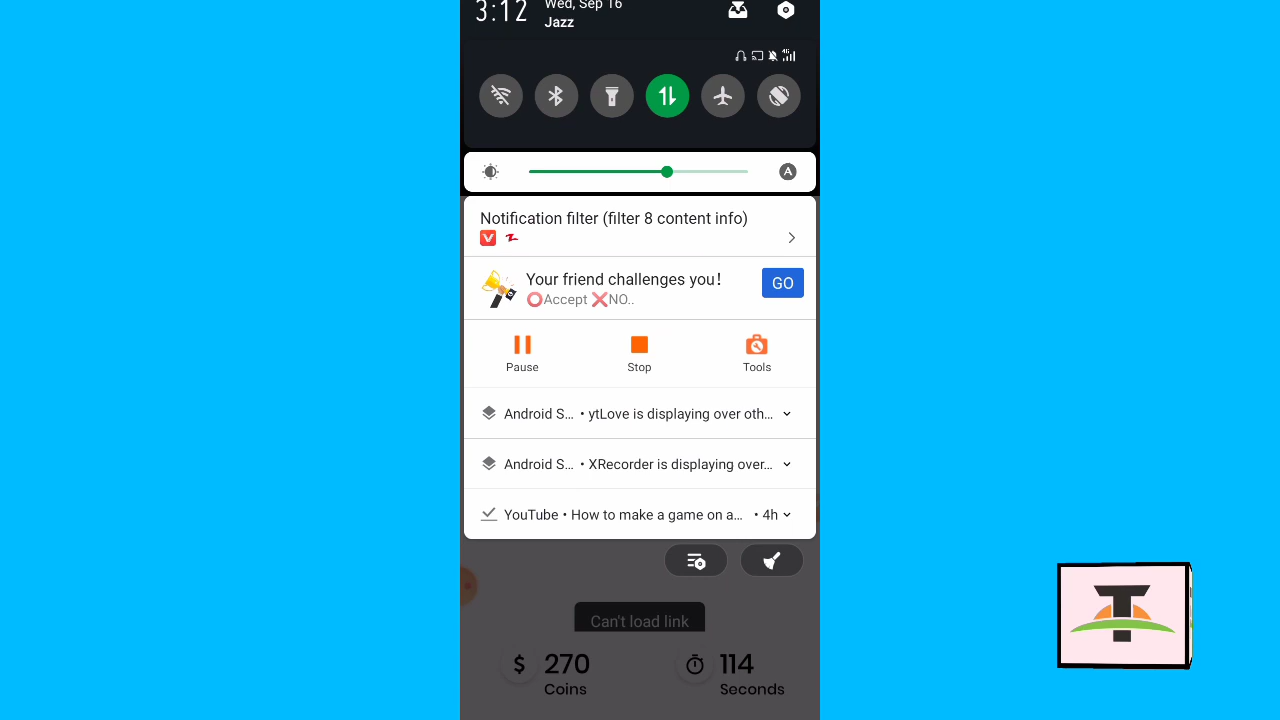 3:12
Wed, Sep 16
Jazz
4G
A
Notification filter (filter 8 content info)
V
Your friend challenges you!
⭕Accept ❌NO..
GO
Pause
Stop
Tools
Android S... • ytLove is displaying over oth...
Android S... • XRecorder is displaying over...
YouTube • How to make a game on a... • 4h
Can't load link
$ 270
Coins
114
Seconds
T